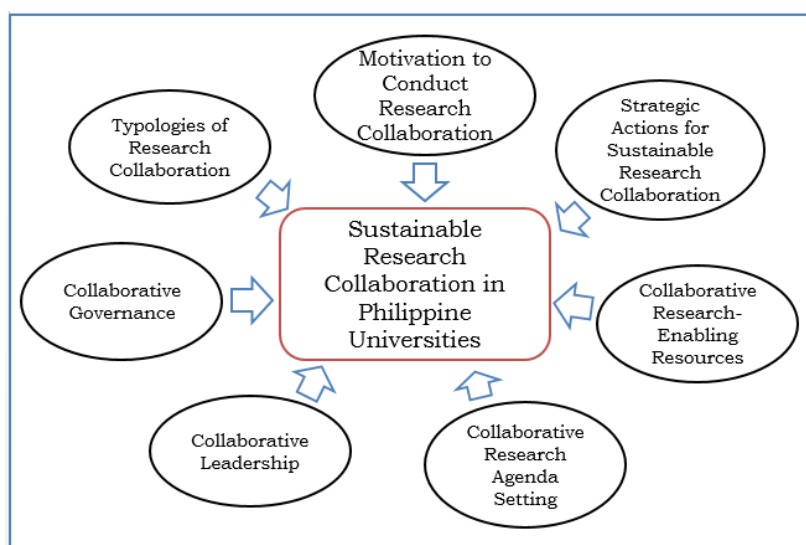 Motivation to
Conduct
Research
Collaboration
Typologies of
Research
Collaboration
Strategic
Actions for
Sustainable
Research
Collaboration
Sustainable
Research
Collaboration in
Philippine
Universities
Collaborative
Governance
Collaborative
Research-
Enabling
Resources
Collaborative
Leadership
Collaborative
Research
Agenda
Setting